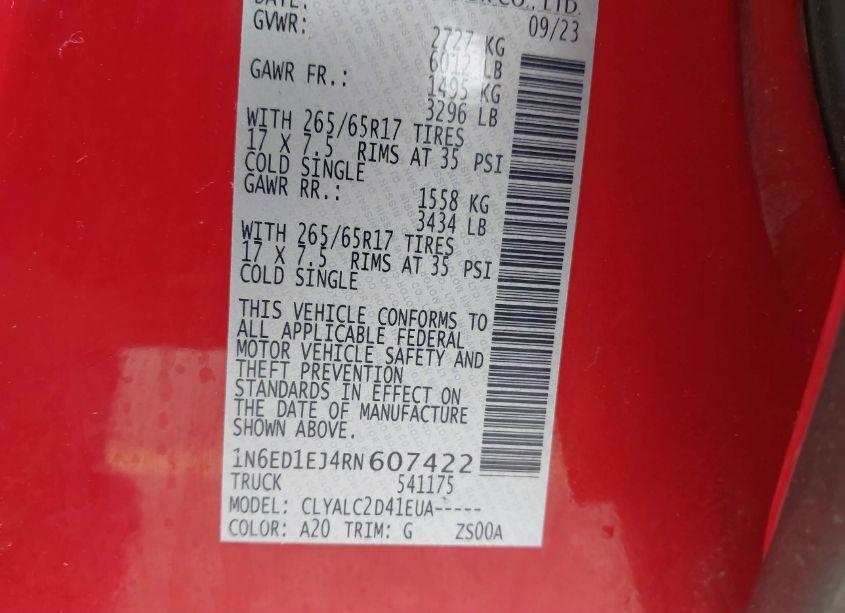 DATE:
CO., LTD.
09/23
GVWR: 2727 KG
6012 LB
GAWR FR.: 1495 KG
3296 LB
WITH 265/65R17 TIRES
17 X 7.5 RIMS AT 35 PSI
COLD SINGLE
GAWR RR.: 1558 KG
3434 LB
WITH 265/65R17 TIRES
17 X 7.5 RIMS AT 35 PSI
COLD SINGLE
THIS VEHICLE CONFORMS TO
ALL APPLICABLE FEDERAL
MOTOR VEHICLE SAFETY AND
THEFT PREVENTION
STANDARDS IN EFFECT ON
THE DATE OF MANUFACTURE
SHOWN ABOVE.
1N6ED1EJ4RN607422
TRUCK 541175
MODEL: CLYALC2D41EUA-----
COLOR: A20 TRIM: G ZS00A